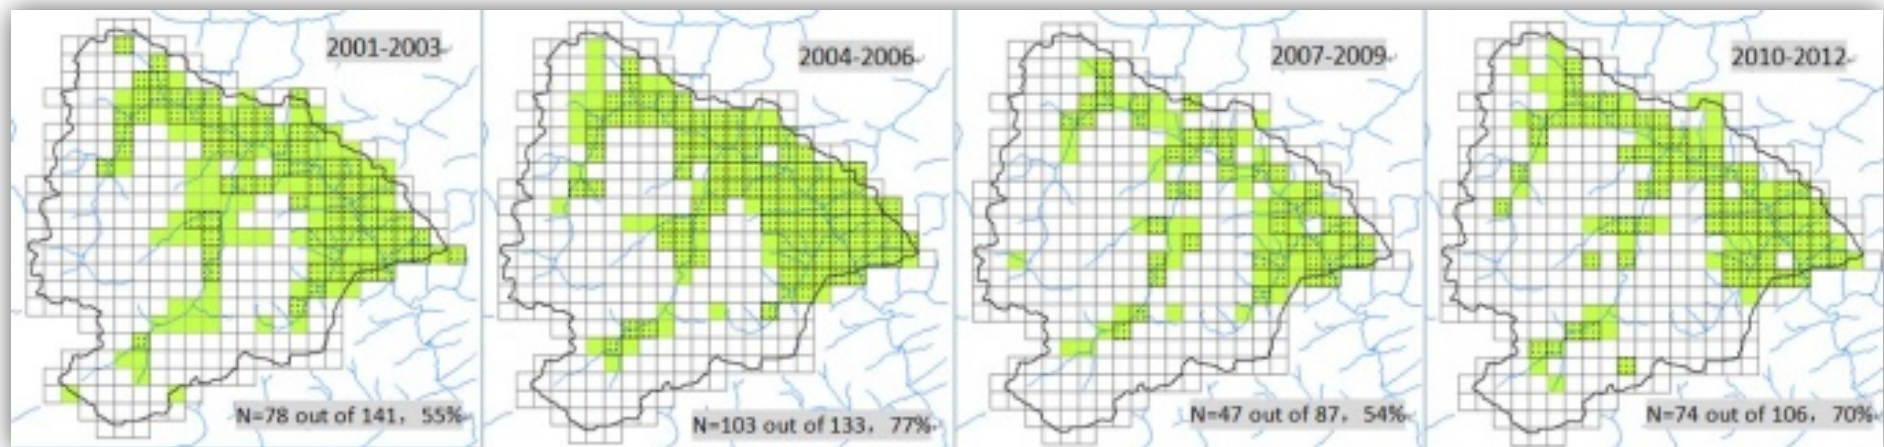 2001-2003
2004-2006
2007-2009
2010-2012
N=78 out of 141， 55%
N=103 out of 133， 77%
N=47 out of 87， 54%
N=74 out of 106， 70%